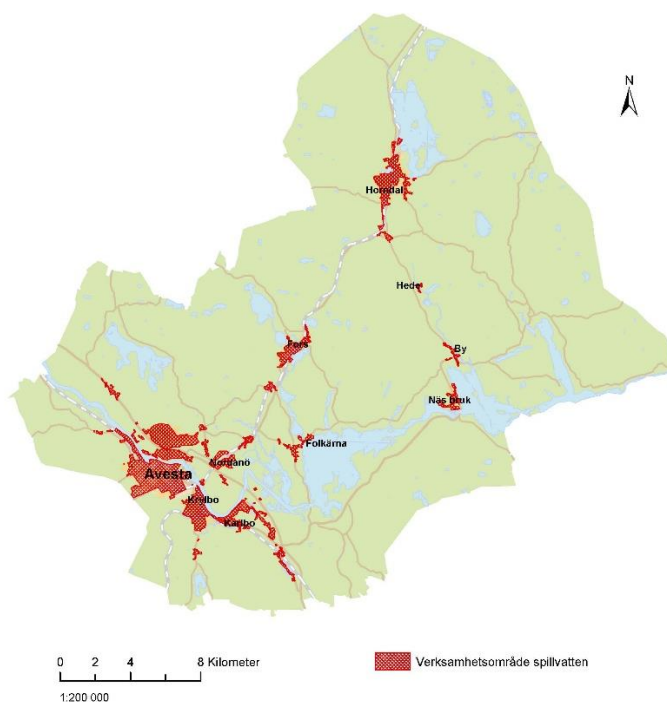 N
Horndal
Hede
By
Fors
Näs bruk
Folkärna
Nordanö
Avesta
Krylbo
Karlbo
0 2 4 8 Kilometer
Verksamhetsområde spillvatten
1:200 000